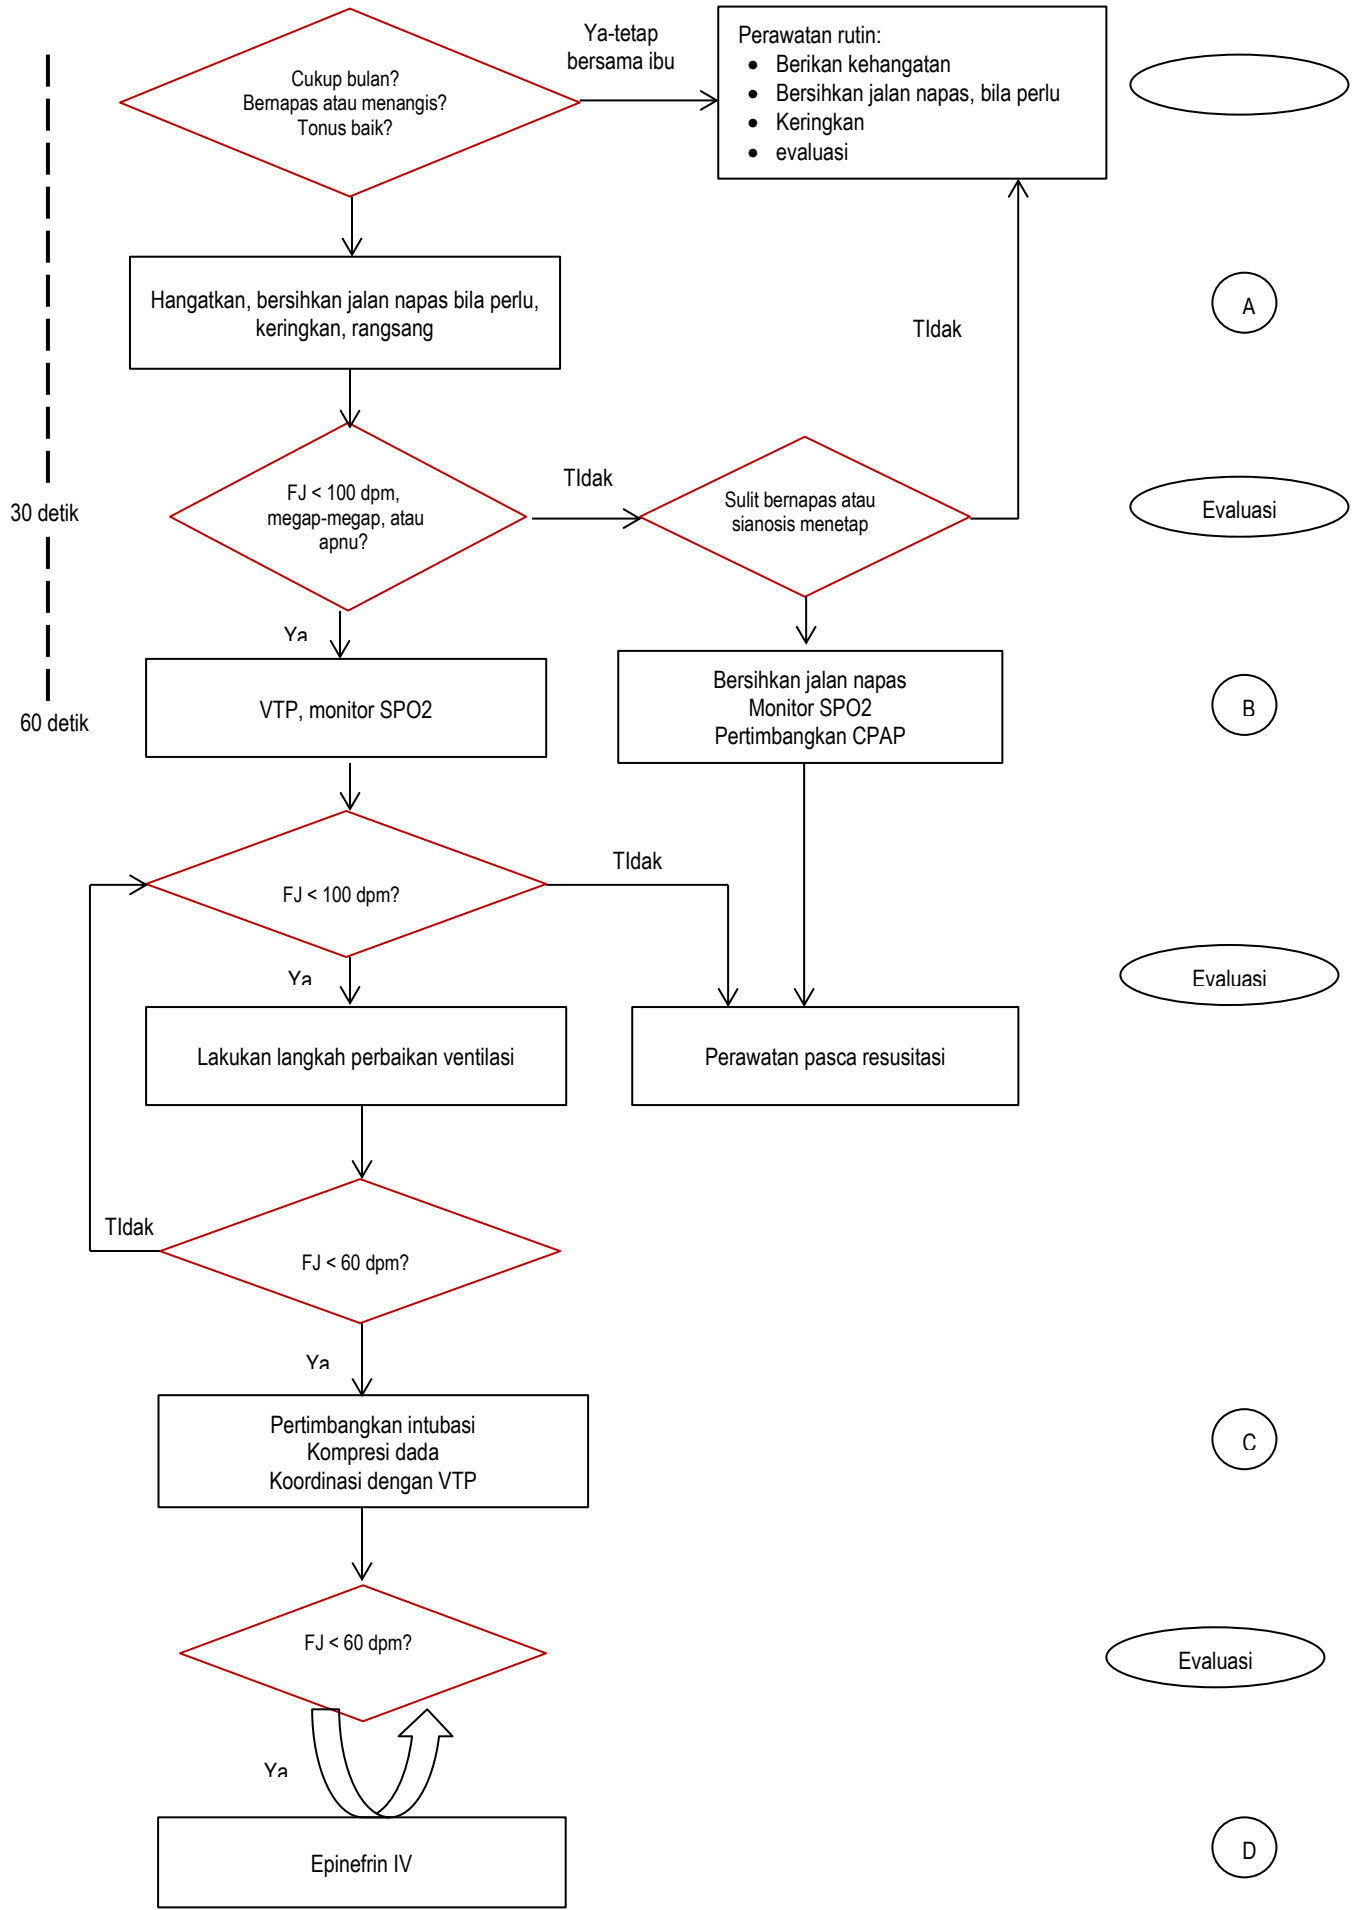 Ya-tetap
bersama ibu
Cukup bulan?
Bernapas atau menangis?
Tonus baik?
Perawatan rutin:
• Berikan kehangatan
• Bersihkan jalan napas, bila perlu
• Keringkan
• evaluasi
Hangatkan, bersihkan jalan napas bila perlu,
keringkan, rangsang
A
TIdak
30 detik
FJ < 100 dpm,
megap-megap, atau
apnu?
TIdak
Sulit bernapas atau
sianosis menetap
Evaluasi
Ya
60 detik
VTP, monitor SPO2
Bersihkan jalan napas
Monitor SPO2
Pertimbangkan CPAP
B
FJ < 100 dpm?
TIdak
Ya
Evaluasi
Lakukan langkah perbaikan ventilasi
Perawatan pasca resusitasi
TIdak
FJ < 60 dpm?
Ya
Pertimbangkan intubasi
Kompresi dada
Koordinasi dengan VTP
C
FJ < 60 dpm?
Evaluasi
Ya
Epinefrin IV
D